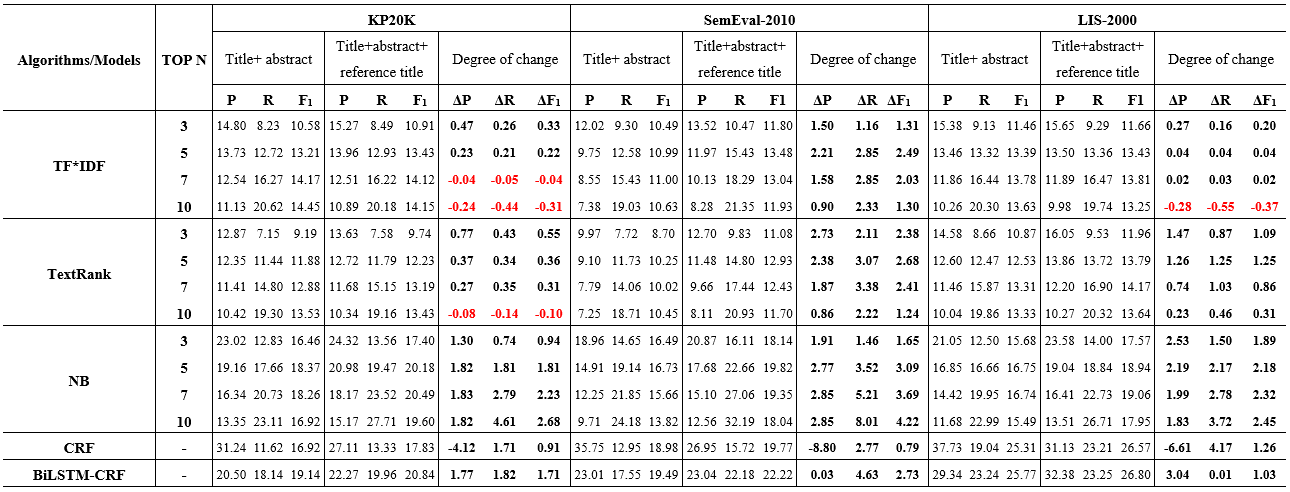 KP20K SemEval-2010 LIS-2000
Algorithms/Models TOP N Title+ abstract Title+abstract+ reference title Degree of change Title+ abstract Title+abstract+ reference title Degree of change Title+ abstract Title+abstract+ reference title Degree of change
P R F1 P R F1 ΔP ΔR ΔF1 P R F1 P R F1 ΔP ΔR ΔF1 P R F1 P R F1 ΔP ΔR ΔF1
TF*IDF
3 14.80 8.23 10.58 15.27 8.49 10.91 0.47 0.26 0.33 12.02 9.30 10.49 13.52 10.47 11.80 1.50 1.16 1.31 15.38 9.13 11.46 15.65 9.29 11.66 0.27 0.16 0.20
5 13.73 12.72 13.21 13.96 12.93 13.43 0.23 0.21 0.22 9.75 12.58 10.99 11.97 15.43 13.48 2.21 2.85 2.49 13.46 13.32 13.39 13.50 13.36 13.43 0.04 0.04 0.04
7 12.54 16.27 14.17 12.51 16.22 14.12 -0.04 -0.05 -0.04 8.55 15.43 11.00 10.13 18.29 13.04 1.58 2.85 2.03 11.86 16.44 13.78 11.89 16.47 13.81 0.02 0.03 0.02
10 11.13 20.62 14.45 10.89 20.18 14.15 -0.24 -0.44 -0.31 7.38 19.03 10.63 8.28 21.35 11.93 0.90 2.33 1.30 10.26 20.30 13.63 9.98 19.74 13.25 -0.28 -0.55 -0.37
TextRank
3 12.87 7.15 9.19 13.63 7.58 9.74 0.77 0.43 0.55 9.97 7.72 8.70 12.70 9.83 11.08 2.73 2.11 2.38 14.58 8.66 10.87 16.05 9.53 11.96 1.47 0.87 1.09
5 12.35 11.44 11.88 12.72 11.79 12.23 0.37 0.34 0.36 9.10 11.73 10.25 11.48 14.80 12.93 2.38 3.07 2.68 12.60 12.47 12.53 13.86 13.72 13.79 1.26 1.25 1.25
7 11.41 14.80 12.88 11.68 15.15 13.19 0.27 0.35 0.31 7.79 14.06 10.02 9.66 17.44 12.43 1.87 3.38 2.41 11.46 15.87 13.31 12.20 16.90 14.17 0.74 1.03 0.86
10 10.42 19.30 13.53 10.34 19.16 13.43 -0.08 -0.14 -0.10 7.25 18.71 10.45 8.11 20.93 11.70 0.86 2.22 1.24 10.04 19.86 13.33 10.27 20.32 13.64 0.23 0.46 0.31
NB
3 23.02 12.83 16.46 24.32 13.56 17.40 1.30 0.74 0.94 18.96 14.65 16.49 20.87 16.11 18.14 1.91 1.46 1.65 21.05 12.50 15.68 23.58 14.00 17.57 2.53 1.50 1.89
5 19.16 17.66 18.37 20.98 19.47 20.18 1.82 1.81 1.81 14.91 19.14 16.73 17.68 22.66 19.82 2.77 3.52 3.09 16.85 16.66 16.75 19.04 18.84 18.94 2.19 2.17 2.18
7 16.34 20.73 18.26 18.17 23.52 20.49 1.83 2.79 2.23 12.25 21.85 15.66 15.10 27.06 19.35 2.85 5.21 3.69 14.42 19.95 16.74 16.41 22.73 19.06 1.99 2.78 2.32
10 13.35 23.11 16.92 15.17 27.71 19.60 1.82 4.61 2.68 9.71 24.18 13.82 12.56 32.19 18.04 2.85 8.01 4.22 11.68 22.99 15.49 13.51 26.71 17.95 1.83 3.72 2.45
CRF - 31.24 11.62 16.92 27.11 13.33 17.83 -4.12 1.71 0.91 35.75 12.95 18.98 26.95 15.72 19.77 -8.80 2.77 0.79 37.73 19.04 25.31 31.13 23.21 26.57 -6.61 4.17 1.26
BiLSTM-CRF - 20.50 18.14 19.14 22.27 19.96 20.84 1.77 1.82 1.71 23.01 17.55 19.49 23.04 22.18 22.22 0.03 4.63 2.73 29.34 23.24 25.77 32.38 23.25 26.80 3.04 0.01 1.03